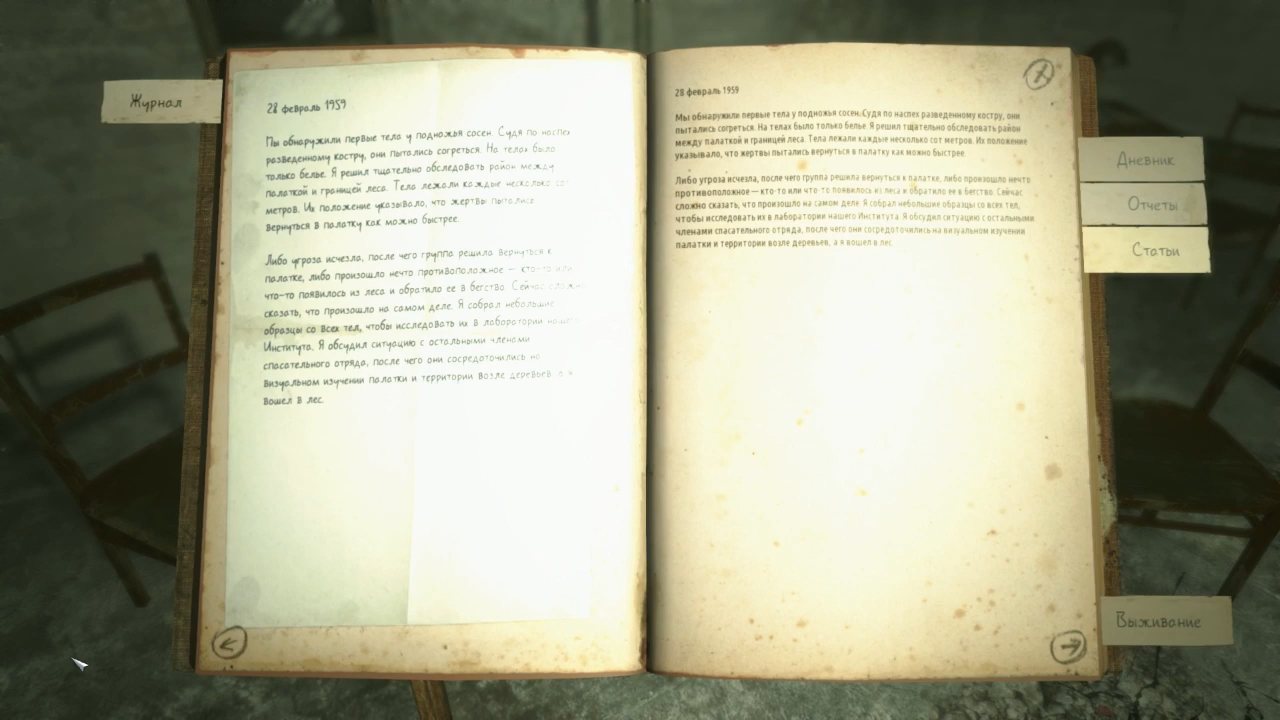 Журнал
28 февраль 1959
Мы обнаружили первые тела у подножья сосен. Судя по наспех
разведенному костру, они пытались согреться. На телах было
только белье. Я решил тщательно обследовать район между
палаткой и границей леса. Тела лежали каждые несколько со-
метров. Их положение указывало, что жертвы пытались
вернуться в палатку как можно быстрее.
Либо угроза исчезла, после чего группа решила вернуться к
палатке, либо произошло нечто противоположное — кто-то или
что-то появилось из леса и обратило ее в бегство. Сейчас сложно
сказать, что произошло на самом деле. Я собрал небольшие
образцы со всех тел, чтобы исследовать их в лаборатории нашего
Института. Я обсудил ситуацию с остальными членами
спасательного отряда, после чего они сосредоточились на
визуальном изучении палатки и территории возле деревьев, а я
вошел в лес.
28 февраль 1959
Мы обнаружили первые тела у подножья сосен. Судя по наспех разведенному костру, они
пытались согреться. На телах было только белье. Я решил тщательно обследовать район
между палаткой и границей леса. Тела лежали каждые несколько сот метров. Их положение
указывало, что жертвы пытались вернуться в палатку как можно быстрее.
Либо угроза исчезла, после чего группа решила вернуться к палатке, либо произошло нечто
противоположное — кто-то или что-то появилось из леса и обратило ее в бегство. Сейчас
сложно сказать, что произошло на самом деле. Я собрал небольшие образцы со всех тел,
чтобы исследовать их в лаборатории нашего Института. Я обсудил ситуацию с остальными
членами спасательного отряда, после чего они сосредоточились на визуальном изучении
палатки и территории возле деревьев, а я вошел в лес.
Дневник
Отчеты
Статьи
Выживание